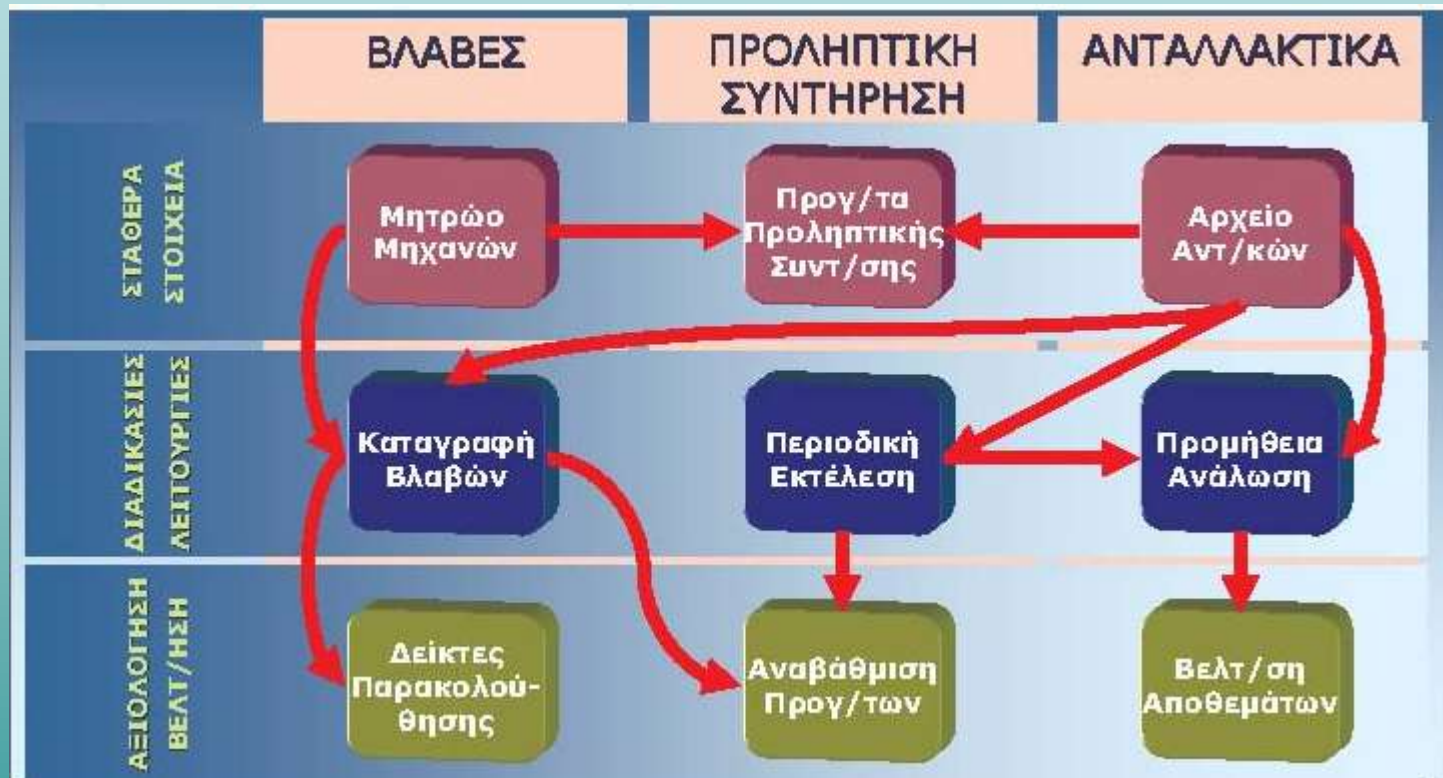 ΒΛΑΒΕΣ
ΠΡΟΛΗΠΤΙΚΗ
ΣΥΝΤΗΡΗΣΗ
ΑΝΤΑΛΛΑΚΤΙΚΑ
ΣΤΑΘΕΡΑ
ΣΤΟΙΧΕΙΑ
Μητρώο
Μηχανών
Προγ/τα
Προληπτικής
Συντ/σης
Αρχείο
Αντ/κών
ΔΙΑΔΙΚΑΣΙΕΣ
ΛΕΙΤΟΥΡΓΙΕΣ
Καταγραφή
Βλαβών
Περιοδική
Εκτέλεση
Προμήθεια
Ανάλωση
ΑΞΙΟΛΟΓΗΣΗ
ΒΕΛΤ/ΗΣΗ
Δείκτες
Παρακολού-
θησης
Αναβάθμιση
Προγ/των
Βελτ/ση
Αποθεμάτων